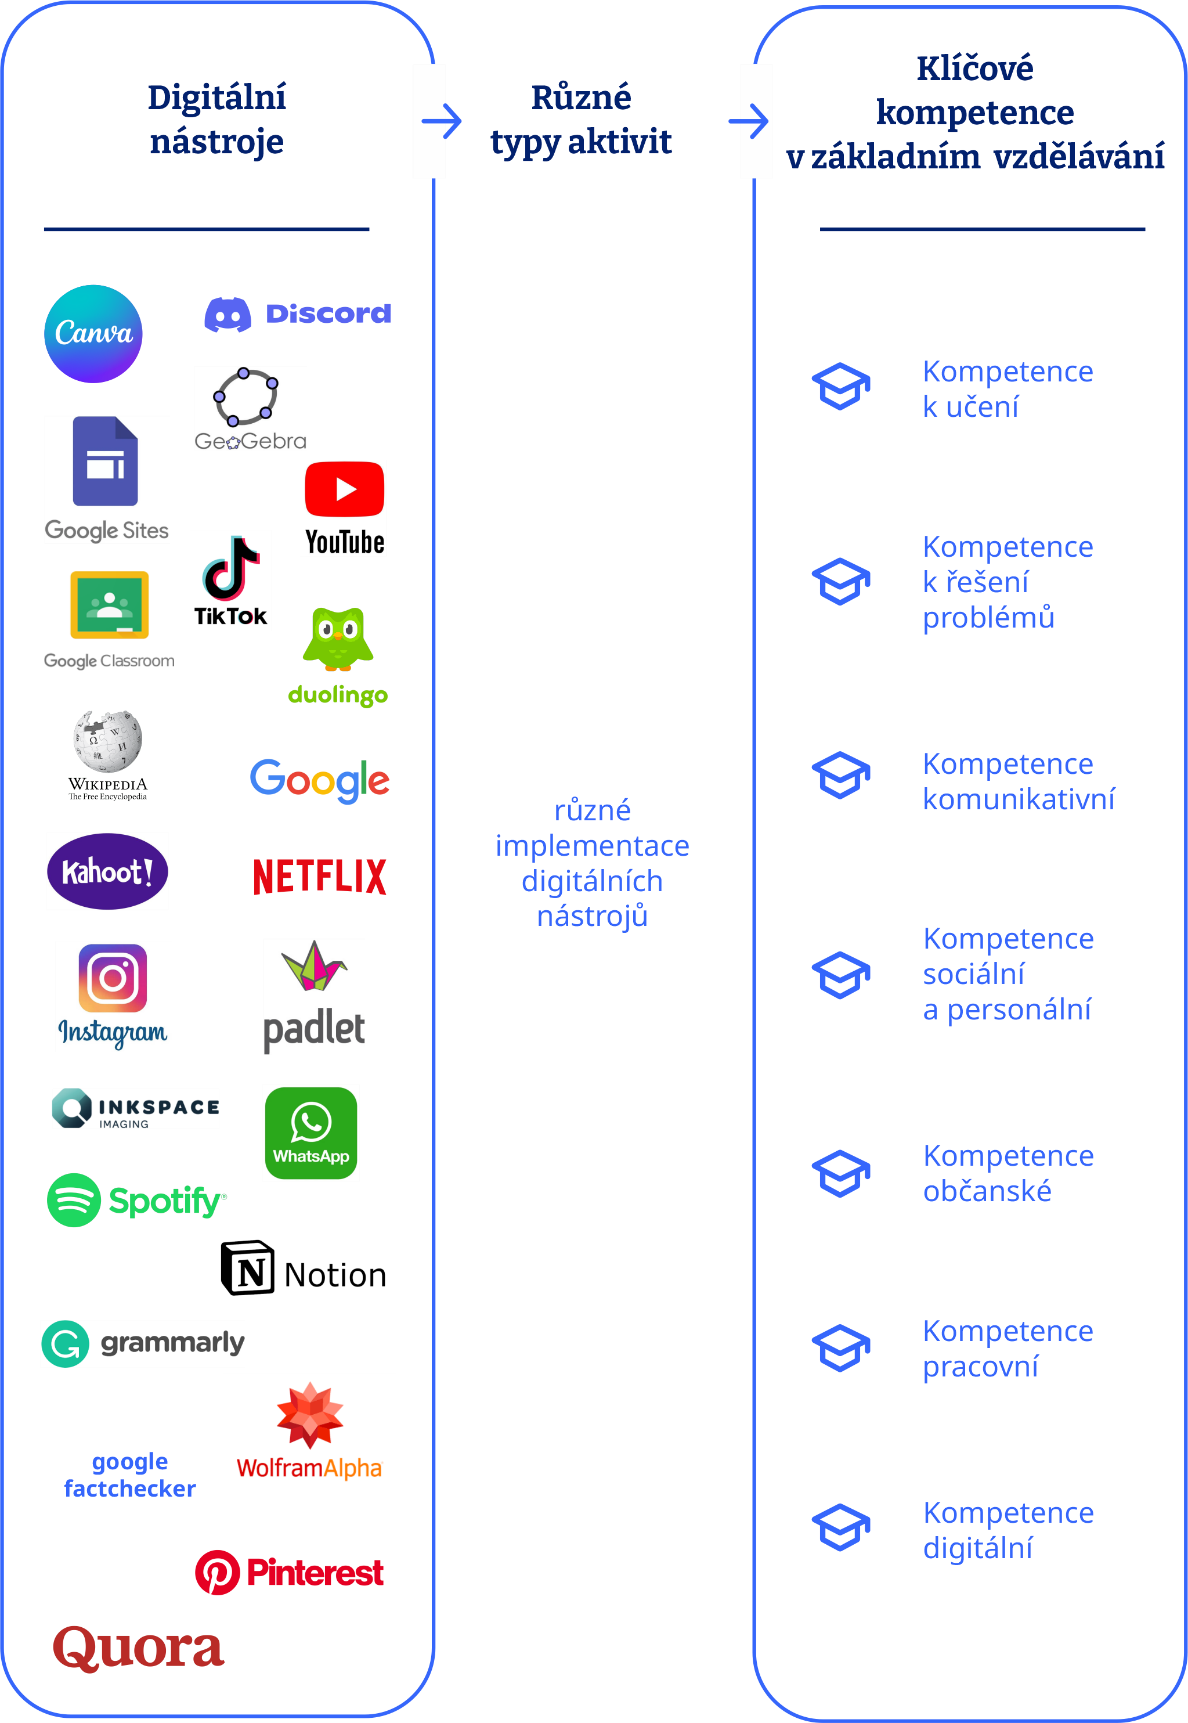 Digitální
nástroje
Různé
typy aktivit
Klíčové
kompetence
v základním vzdělávání
Canva
Discord
GeoGebra
Google Sites
YouTube
TikTok
Google Classroom
duolingo
WIKIPEDIA
The Free Encyclopedia
Google
Kahoot!
NETFLIX
Instagram
padlet
INKSPACE
IMAGING
WhatsApp
Spotify®
Notion
grammarly
WolframAlpha
google
factchecker
Pinterest
Quora
různé
implementace
digitálních
nástrojů
Kompetence
k učení
Kompetence
k řešení
problémů
Kompetence
komunikativní
Kompetence
sociální
a personální
Kompetence
občanské
Kompetence
pracovní
Kompetence
digitální